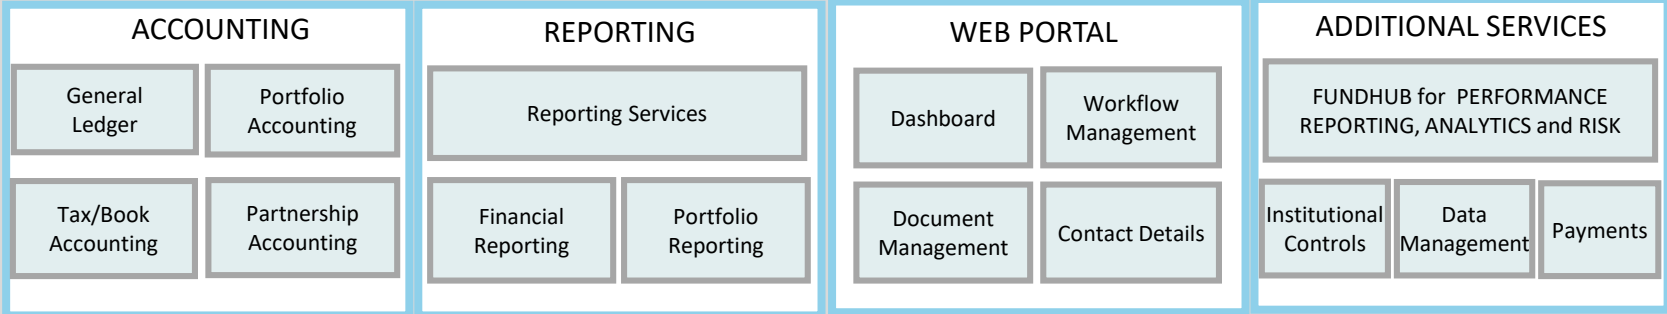 ACCOUNTING
General
Ledger
Portfolio
Accounting
Tax/Book
Accounting
Partnership
Accounting
REPORTING
Reporting Services
Financial
Reporting
Portfolio
Reporting
WEB PORTAL
Dashboard
Workflow
Management
Document
Management
Contact Details
ADDITIONAL SERVICES
FUNDHUB for PERFORMANCE
REPORTING, ANALYTICS and RISK
Institutional
Controls
Data
Management
Payments